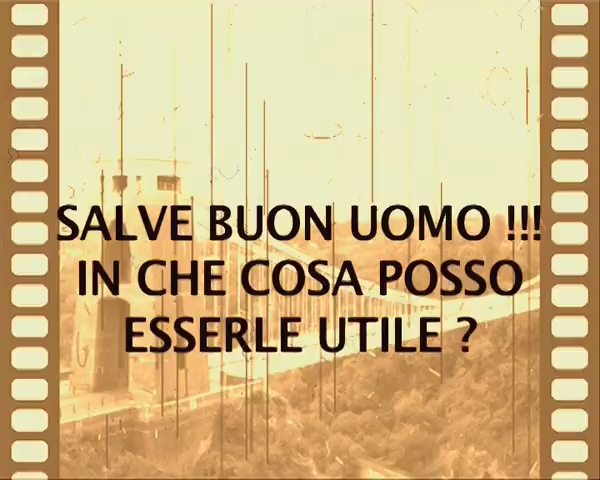 SALVE BUON UOMO !!!
IN CHE COSA POSSO
ESSERLE UTILE ?